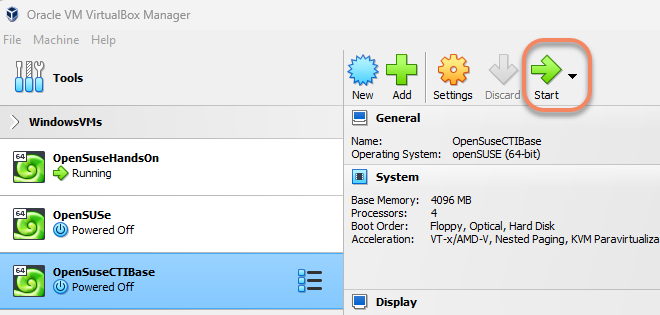 Oracle VM VirtualBox Manager
File Machine Help
Tools
New Add Settings Discard Start
WindowsVMs
General
Name: OpenSuseCTIBase
Operating System: openSUSE (64-bit)
64 OpenSuseHandsOn
Running
System
Base Memory: 4096 MB
Processors: 4
Boot Order: Floppy, Optical, Hard Disk
Acceleration: VT-x/AMD-V, Nested Paging, KVM Paravirtualiza
64 OpenSUSe
Powered Off
64 OpenSuseCTIBase
Powered Off
Display